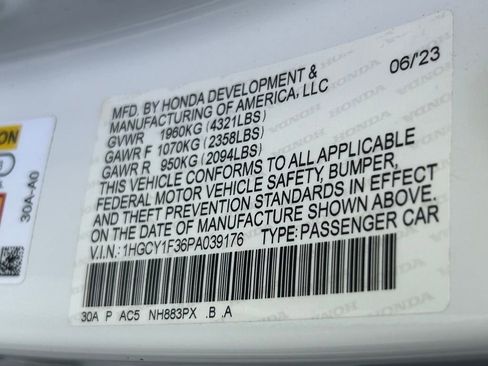 06/'23
MFD. BY HONDA DEVELOPMENT &
MANUFACTURING OF AMERICA, LLC
GVWR 1960KG (4321LBS)
GAWR F 1070KG (2358LBS)
GAWR R 950KG (2094LBS)
THIS VEHICLE CONFORMS TO ALL APPLICABLE
FEDERAL MOTOR VEHICLE SAFETY, BUMPER,
AND THEFT PREVENTION STANDARDS IN EFFECT
ON THE DATE OF MANUFACTURE SHOWN ABOVE.
V.I.N.: 1HGCY1F36PA039176 TYPE: PASSENGER CAR
30A P AC5 NH883PX .B .A
30A-A0